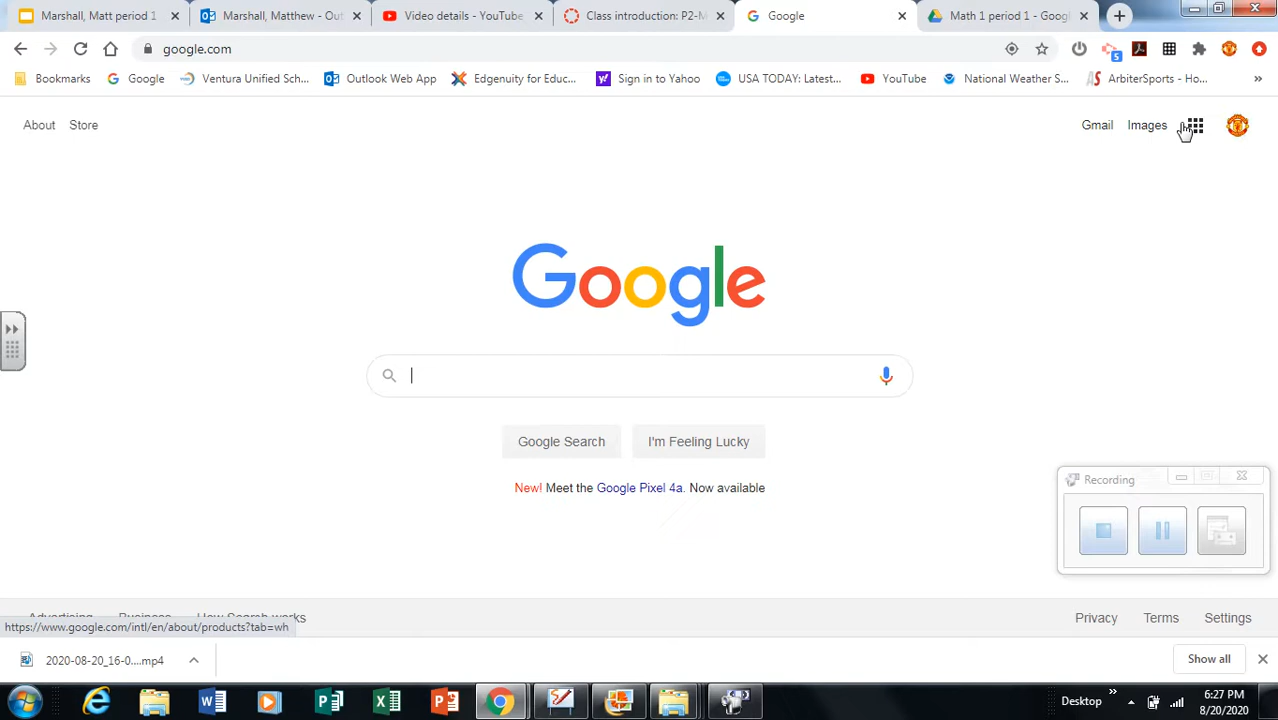 Marshall, Matt period 1
Marshall, Matthew - Out
Video details - YouTube
Class introduction: P2-M
Google
Math 1 period 1 - Googl
google.com
5
Bookmarks
Google
Ventura Unified Sch...
Outlook Web App
Edgenuity for Educ...
Sign in to Yahoo
USA TODAY: Latest...
YouTube
National Weather S...
ArbiterSports - Ho...
»
About
Store
Gmail
Images
Google
Google Search
I'm Feeling Lucky
New! Meet the Google Pixel 4a. Now available
Recording
Privacy
Terms
Settings
Advertising
Business
How Search works
https://www.google.com/intl/en/about/products?tab=wh
2020-08-20_16-0....mp4
Show all
Desktop
»
6:27 PM
8/20/2020